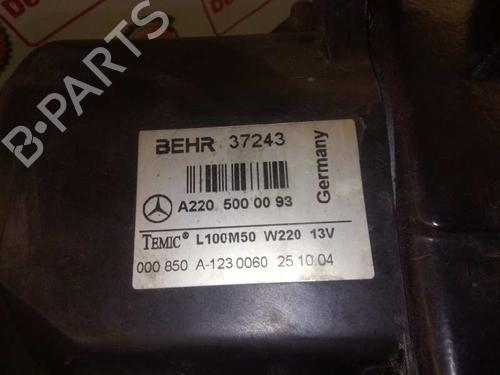 BEHR 37243
Germany
A220 500 00 93
TEMIC® L100M50 W220 13V
000 850 A-123 0060 25 10 04
B-PARTS